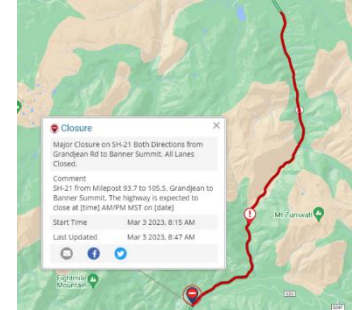 Closure
Major Closure on SH-21 Both Directions from
Grandjean Rd to Banner Summit. All Lanes
Closed.
Comment
SH-21 from Milepost 93.7 to 105.5, Grandjean to
Banner Summit. The highway is expected to
close at [time] AM/PM MST on [date]
Start Time Mar 3 2023, 8:15 AM
Last Updated Mar 3 2023, 8:47 AM
Mt Zumwalt
Eightmile
Mountain